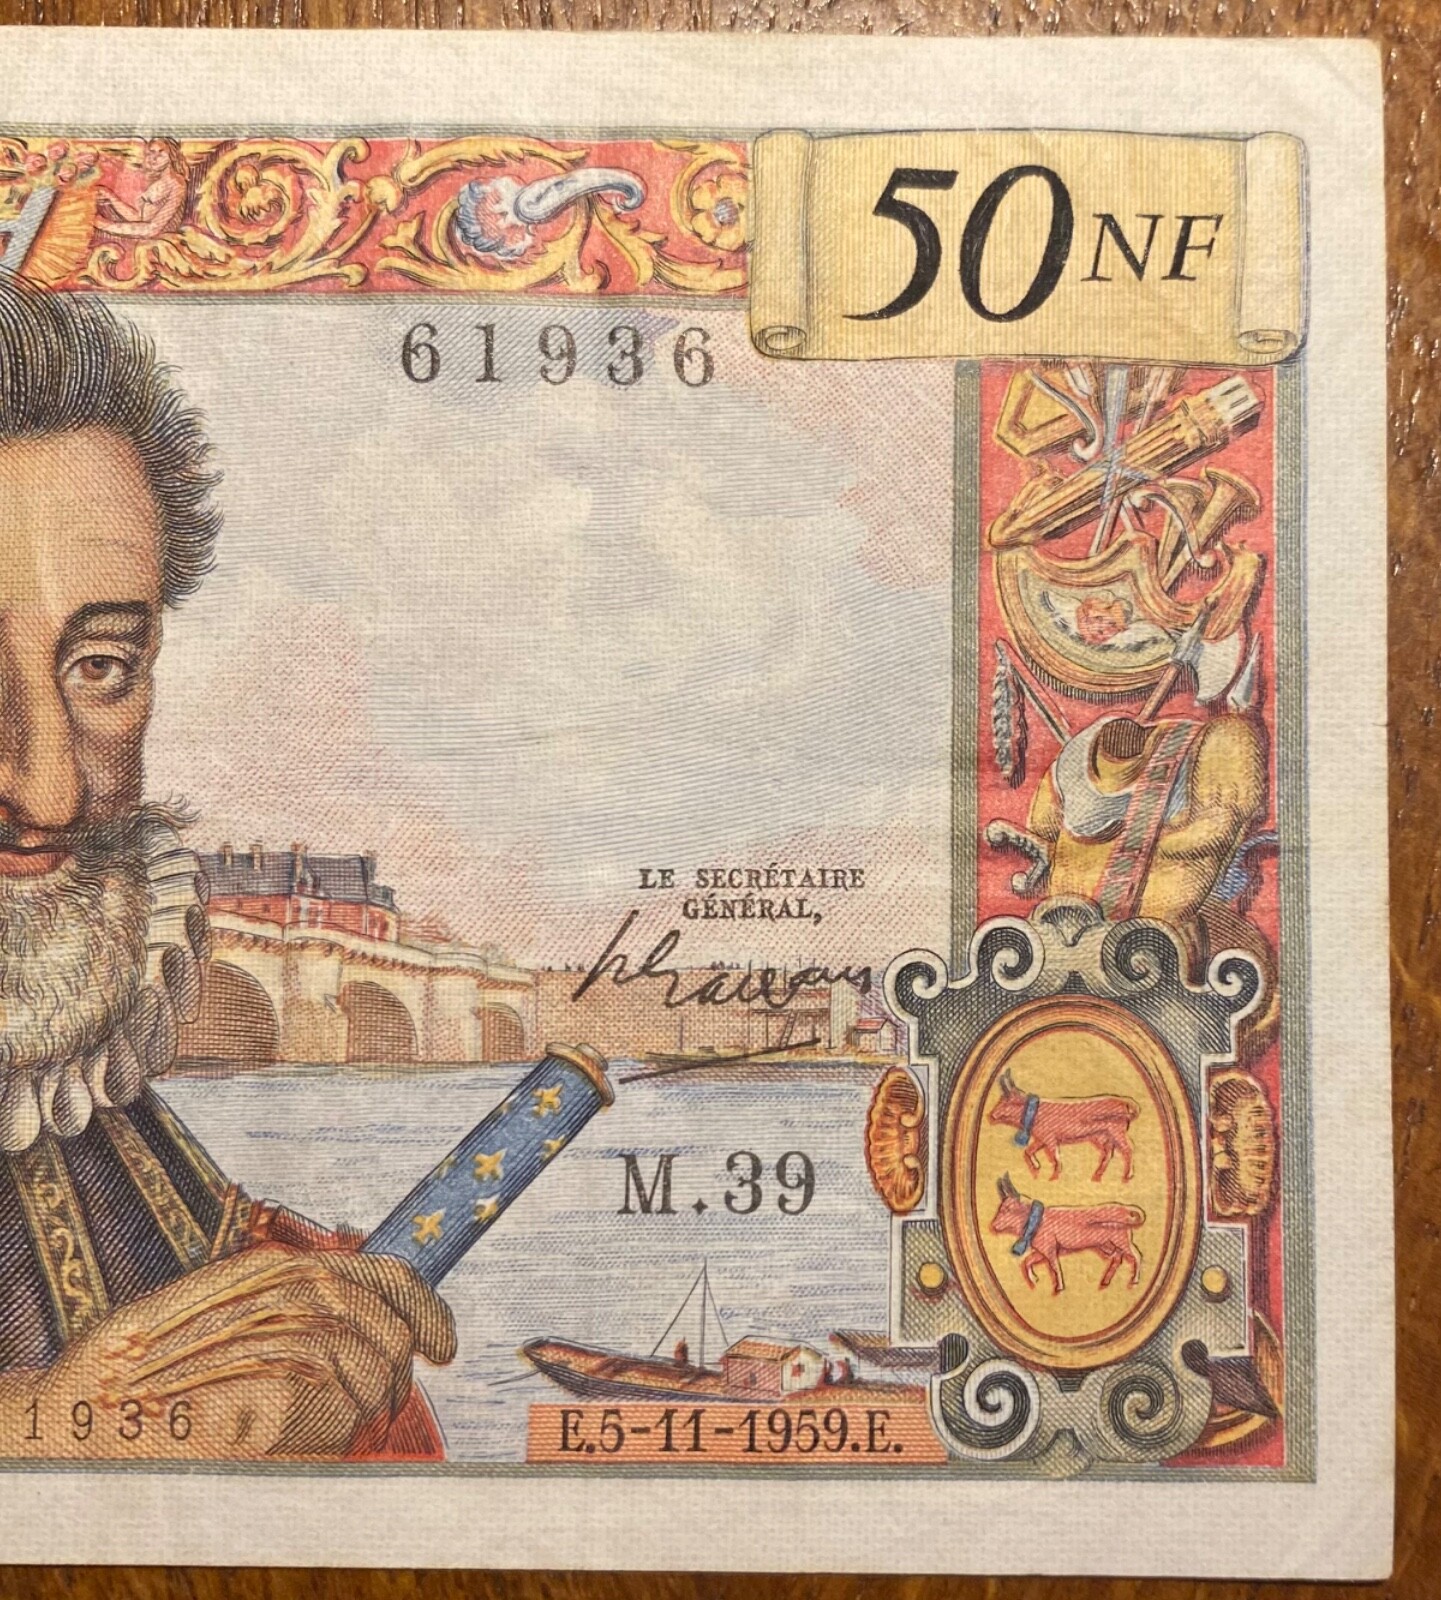 50 NF
61936
LE SECRÉTAIRE
GÉNÉRAL,
M.39
1936
E.5-11-1959.E.